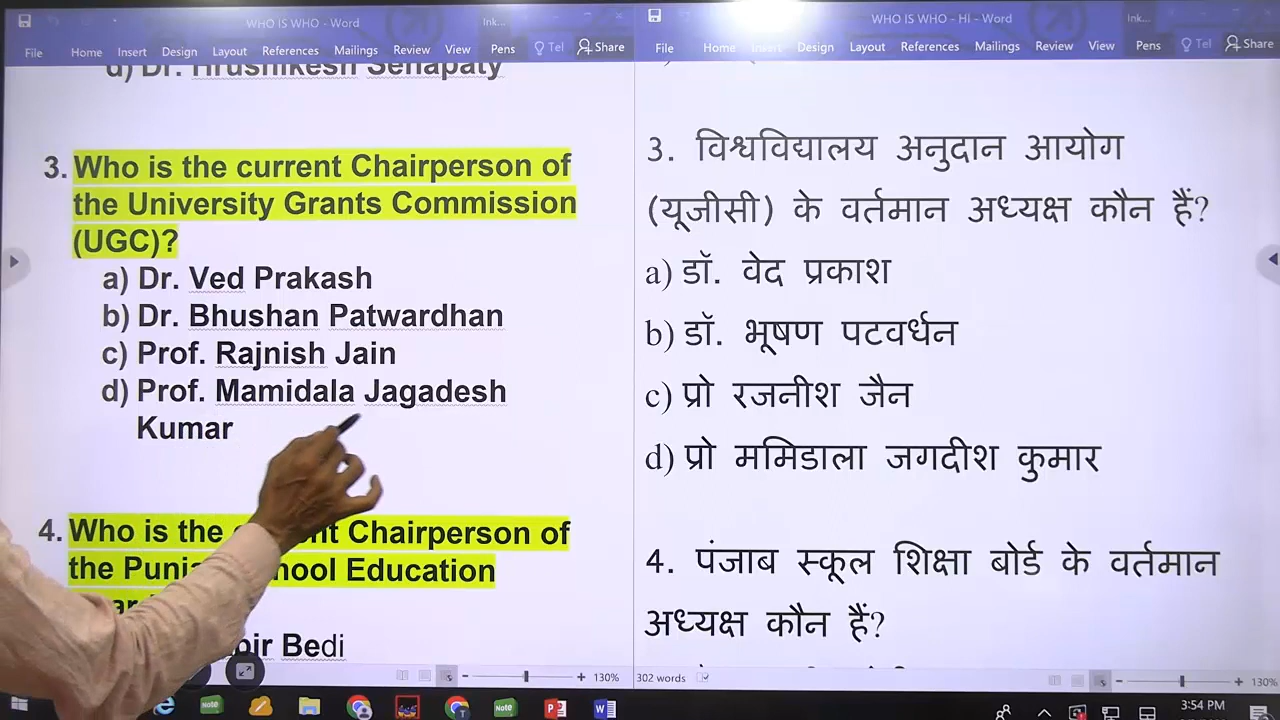 WHO IS WHO - Word
Ink...
File Home Insert Design Layout References Mailings Review View Pens Tel Share
d) Dr. Hrushikesh Senapaty
3. Who is the current Chairperson of
the University Grants Commission
(UGC)?
a) Dr. Ved Prakash
b) Dr. Bhushan Patwardhan
c) Prof. Rajnish Jain
d) Prof. Mamidala Jagadesh
Kumar
4. Who is the Chairperson of
the School Education
Bedi
130%
WHO IS WHO - HI - Word
Ink...
File Home Insert Design Layout References Mailings Review View Pens Tel Share
3. विश्वविद्यालय अनुदान आयोग
(यूजीसी) के वर्तमान अध्यक्ष कौन हैं?
a) डॉ. वेद प्रकाश
b) डॉ. भूषण पटवर्धन
c) प्रो रजनीश जैन
d) प्रो ममिडाला जगदीश कुमार
4. पंजाब स्कूल शिक्षा बोर्ड के वर्तमान
अध्यक्ष कौन हैं?
302 words
130%
3:54 PM